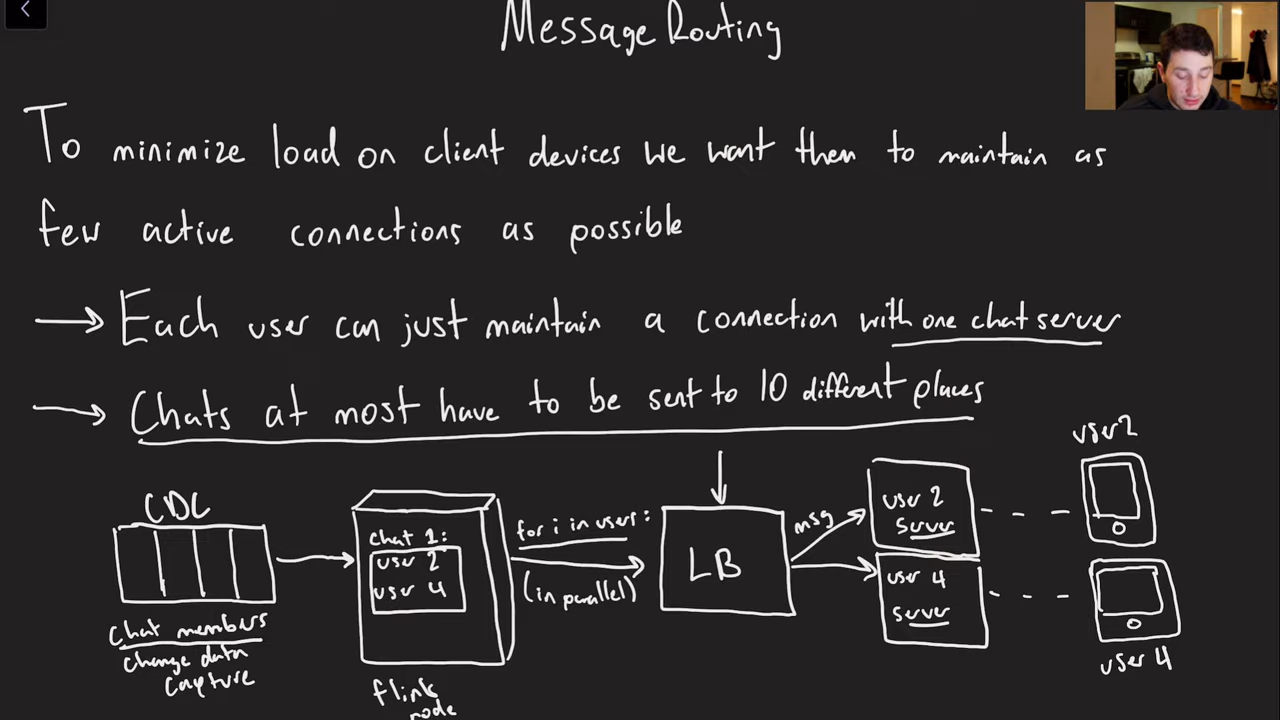 Message Routing
To minimize load on client devices we want them to maintain as
few active connections as possible
→ Each user can just maintain a connection with one chat server
→ Chats at most have to be sent to 10 different places
CDC
chat members
change data
capture
chat 1:
user 2
user 4
flink
node
for i in user:
(in parallel)
LB
msg
user 2
server
user 4
server
user 2
user 4